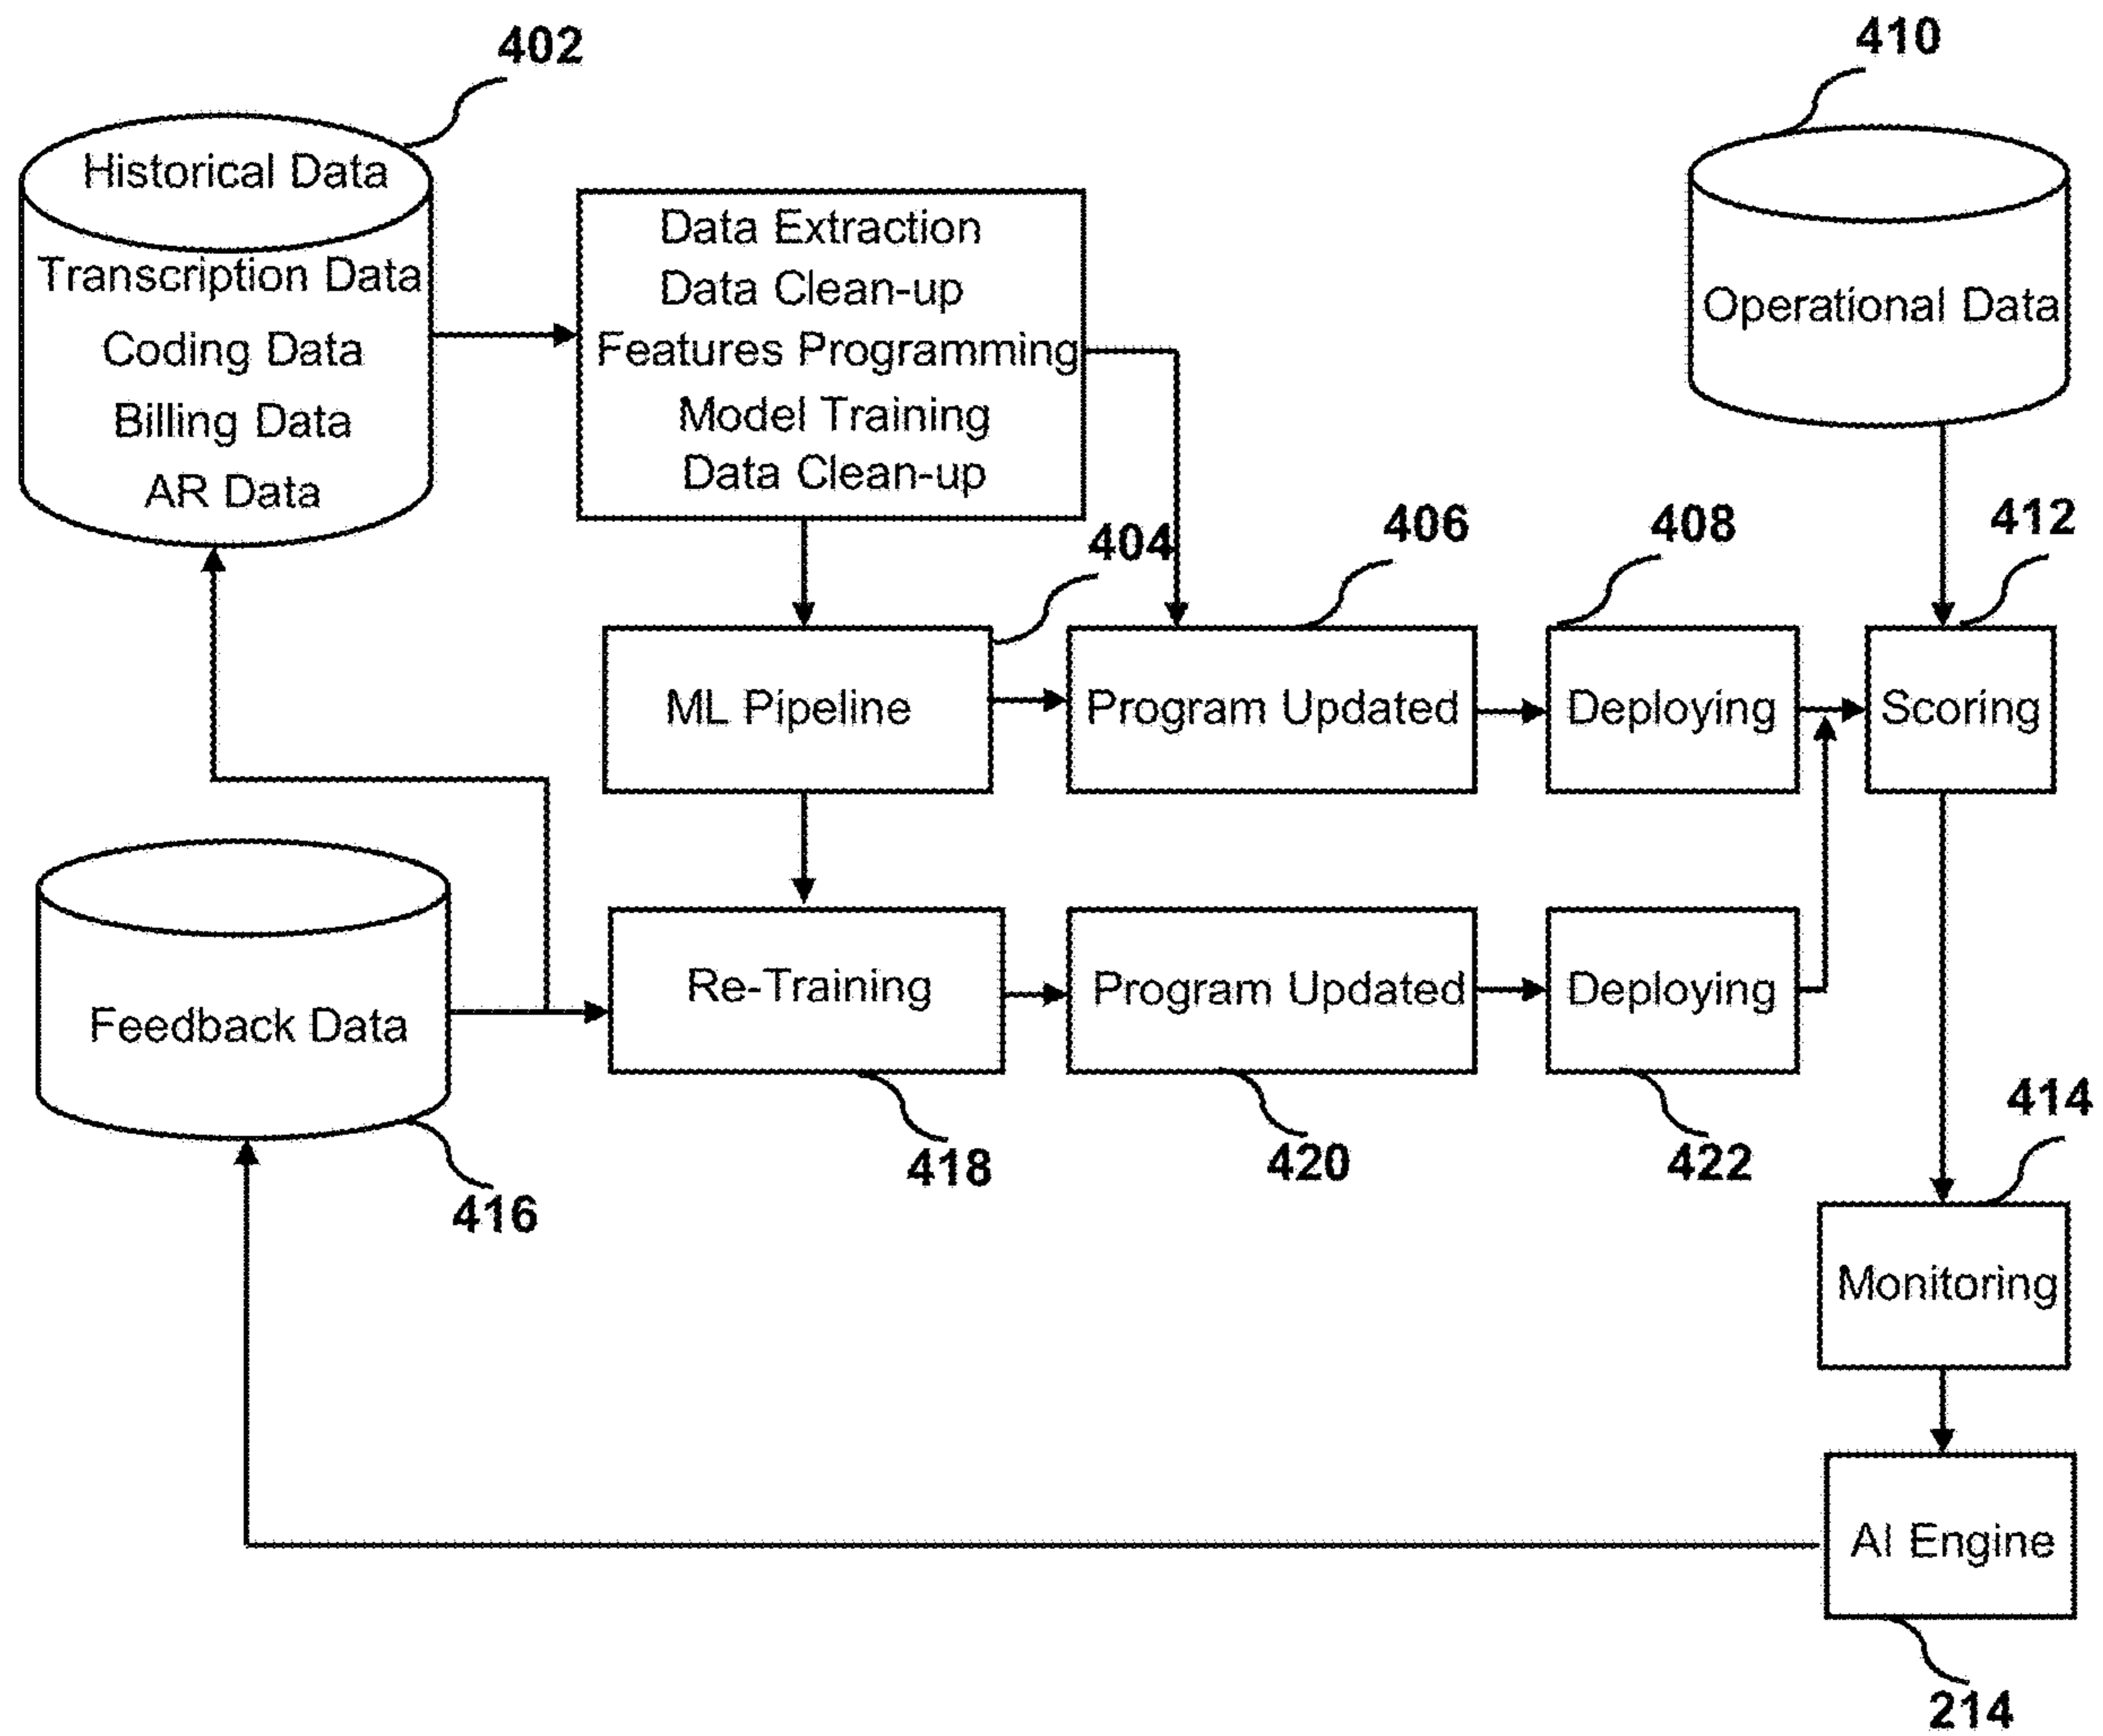 402
410
Historical Data
Transcription Data
Coding Data
Billing Data
AR Data
Data Extraction
Data Clean-up
Features Programming
Model Training
Data Clean-up
Operational Data
404
406
408
412
ML Pipeline
Program Updated
Deploying
Scoring
Feedback Data
Re-Training
Program Updated
Deploying
416
418
420
422
414
Monitoring
AI Engine
214